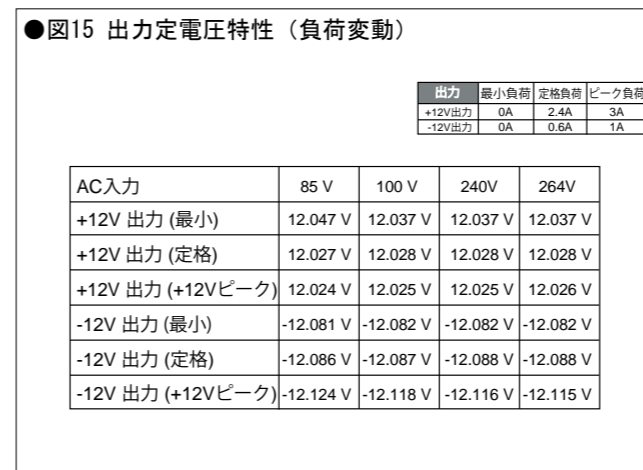 ●図15 出力定電圧特性（負荷変動）
出力 最小負荷 定格負荷 ピーク負荷
+12V出力 0A 2.4A 3A
-12V出力 0A 0.6A 1A
AC入力 85 V 100 V 240V 264V
+12V 出力 (最小) 12.047 V 12.037 V 12.037 V 12.037 V
+12V 出力 (定格) 12.027 V 12.028 V 12.028 V 12.028 V
+12V 出力 (+12Vピーク) 12.024 V 12.025 V 12.025 V 12.026 V
-12V 出力 (最小) -12.081 V -12.082 V -12.082 V -12.082 V
-12V 出力 (定格) -12.086 V -12.087 V -12.088 V -12.088 V
-12V 出力 (+12Vピーク) -12.124 V -12.118 V -12.116 V -12.115 V